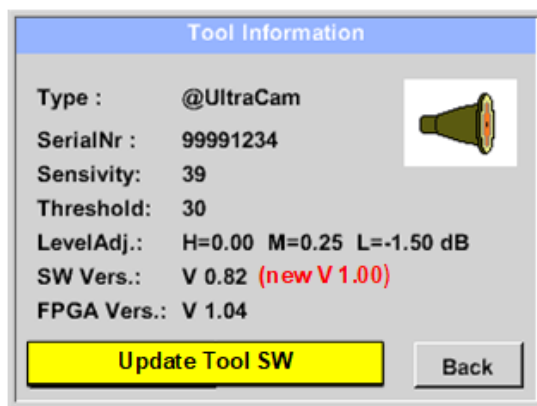 Tool Information
Type : @UltraCam
SerialNr : 99991234
Sensivity: 39
Threshold: 30
LevelAdj.: H=0.00 M=0.25 L=-1.50 dB
SW Vers.: V 0.82 (new V 1.00)
FPGA Vers.: V 1.04
Update Tool SW
Back